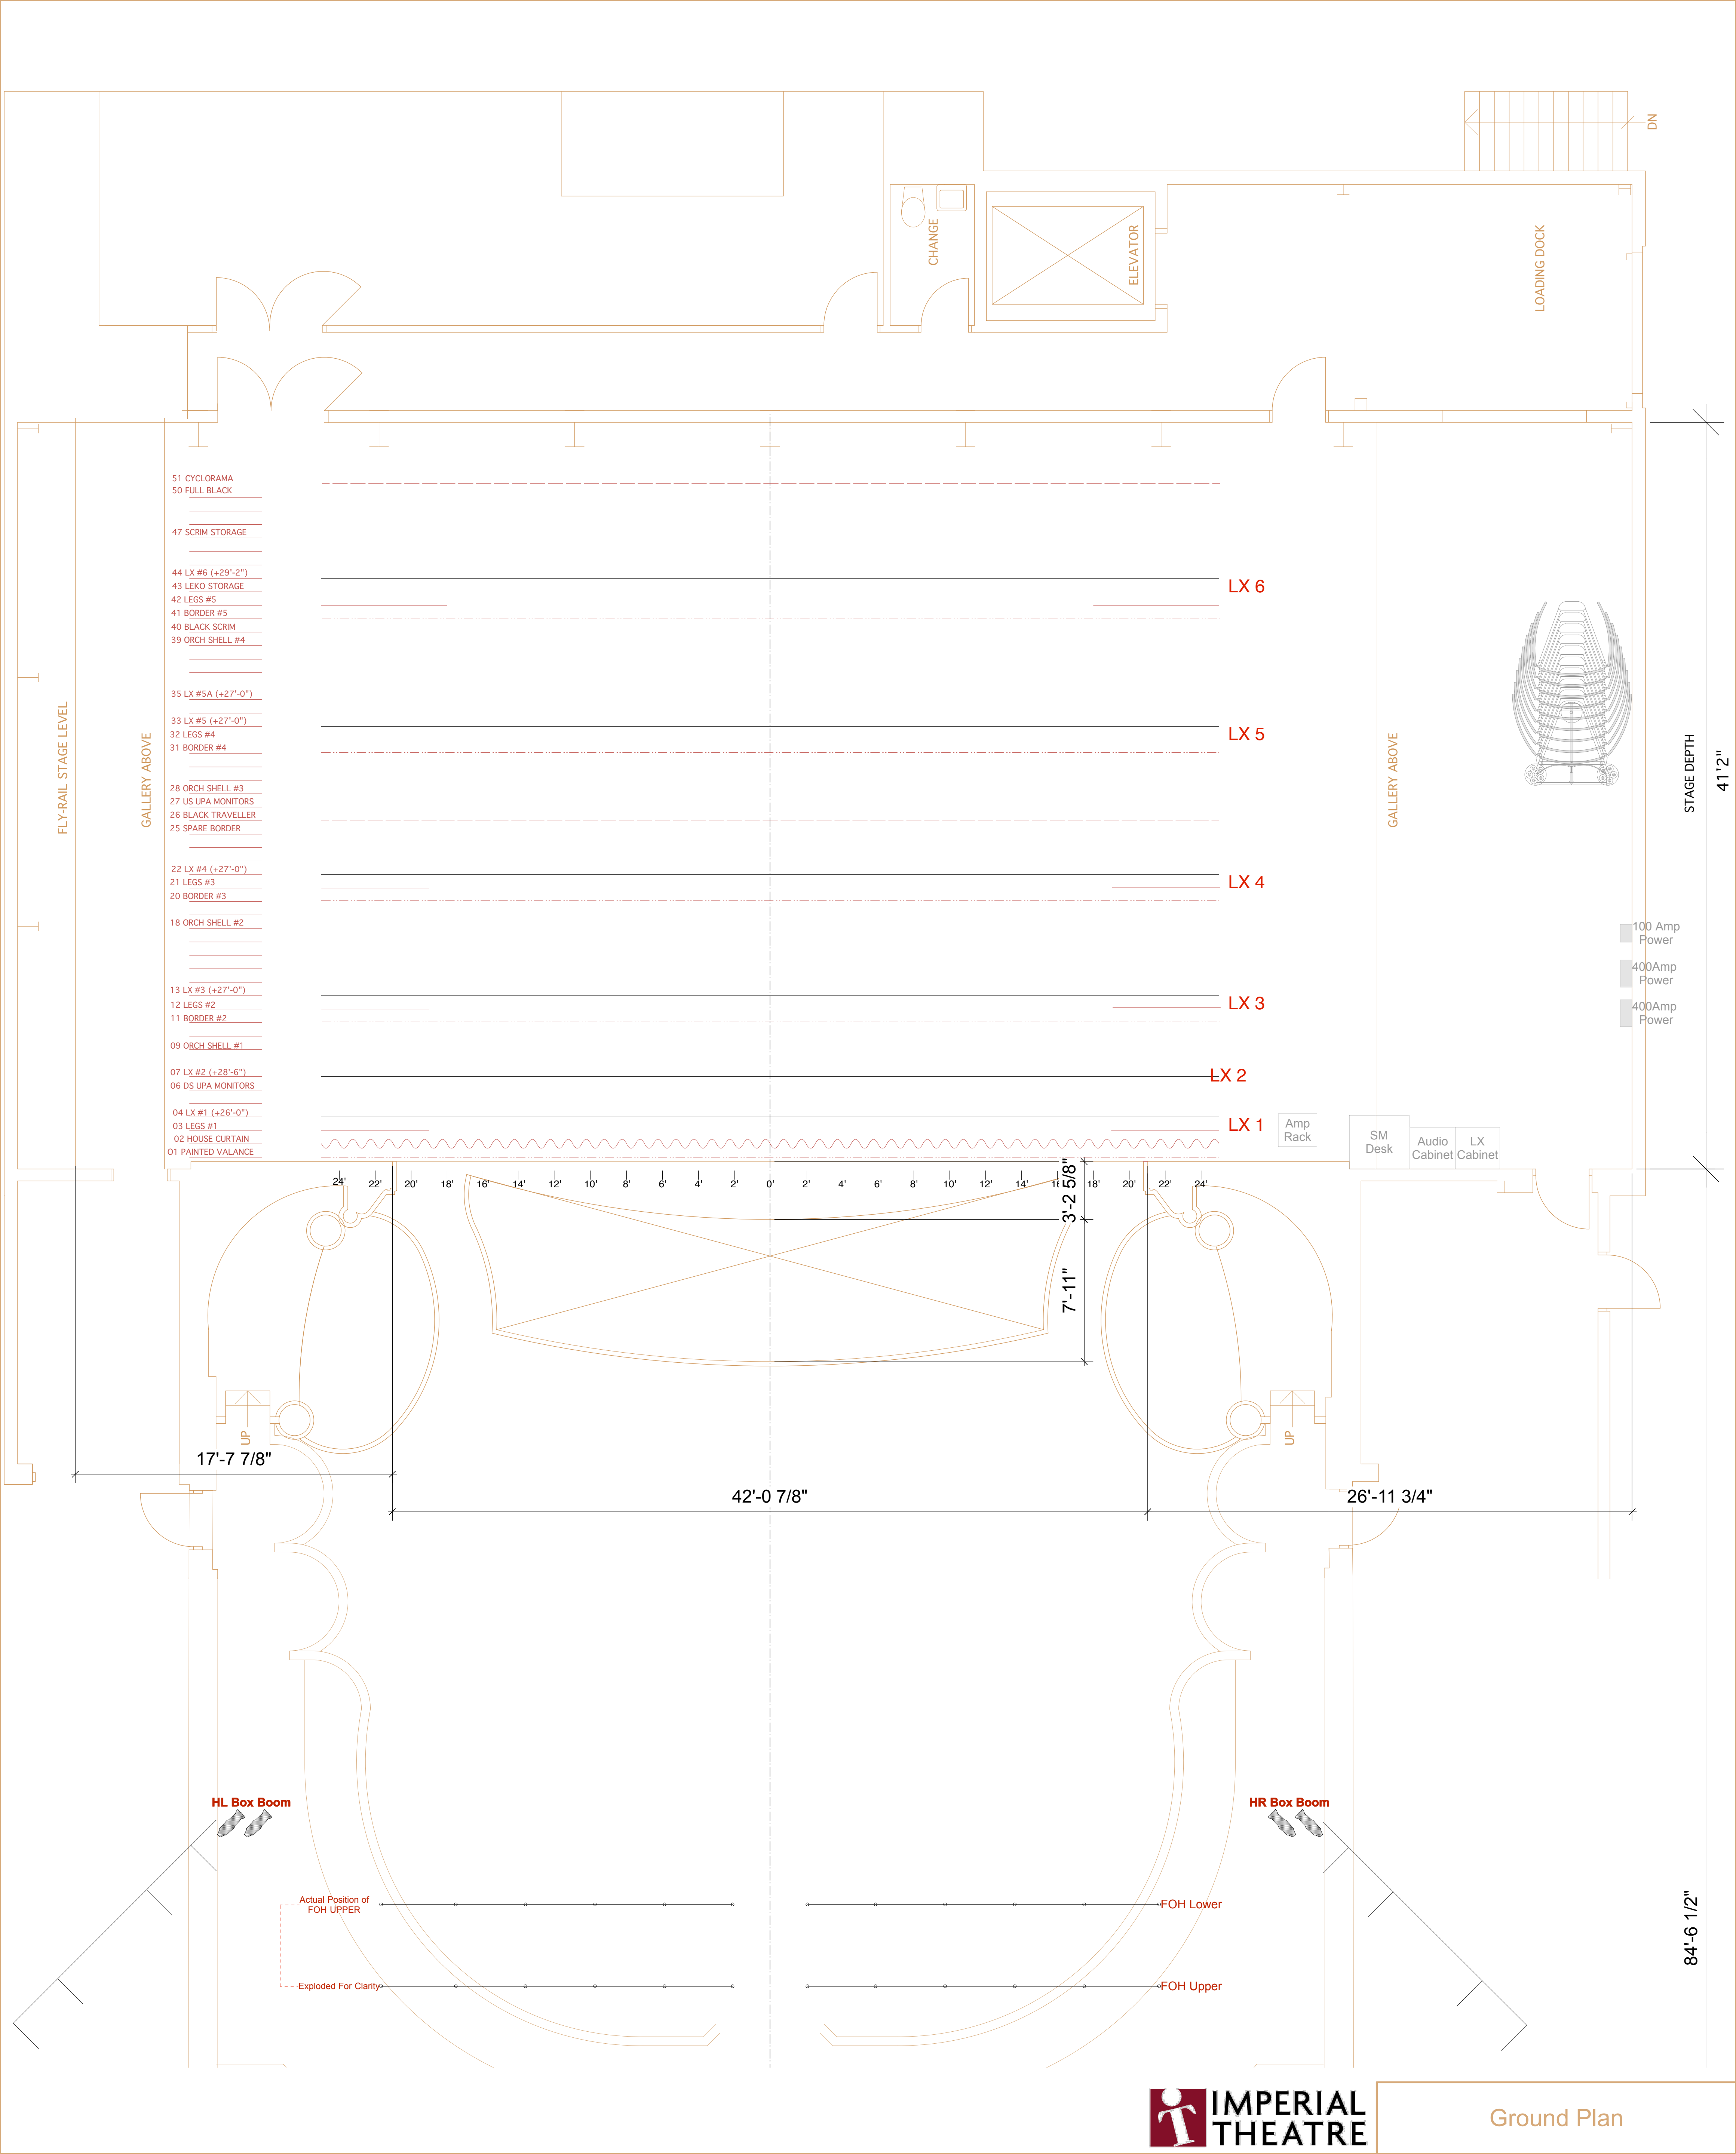 DN
CHANGE
ELEVATOR
LOADING DOCK
51 CYCLORAMA
50 FULL BLACK
47 SCRIM STORAGE
44 LX #6 (+29'-2")
43 LEKO STORAGE
42 LEGS #5
41 BORDER #5
40 BLACK SCRIM
39 ORCH SHELL #4
35 LX #5A (+27'-0")
33 LX #5 (+27'-0")
32 LEGS #4
31 BORDER #4
28 ORCH SHELL #3
27 US UPA MONITORS
26 BLACK TRAVELLER
25 SPARE BORDER
22 LX #4 (+27'-0")
21 LEGS #3
20 BORDER #3
18 ORCH SHELL #2
13 LX #3 (+27'-0")
12 LEGS #2
11 BORDER #2
09 ORCH SHELL #1
07 LX #2 (+28'-6")
06 DS UPA MONITORS
04 LX #1 (+26'-0")
03 LEGS #1
02 HOUSE CURTAIN
01 PAINTED VALANCE
FLY-RAIL STAGE LEVEL
GALLERY ABOVE
LX 6
LX 5
LX 4
LX 3
LX 2
LX 1
GALLERY ABOVE
STAGE DEPTH
41'2"
100 Amp
Power
400Amp
Power
400Amp
Power
Amp
Rack
SM
Desk
Audio
Cabinet
LX
Cabinet
24' 22' 20' 18' 16' 14' 12' 10' 8' 6' 4' 2' 0' 2' 4' 6' 8' 10' 12' 14' 16 18' 20' 22' 24'
3'-2 5/8"
7'-11"
UP
UP
17'-7 7/8"
42'-0 7/8"
26'-11 3/4"
HL Box Boom
HR Box Boom
Actual Position of
FOH UPPER
FOH Lower
Exploded For Clarity
FOH Upper
84'-6 1/2"
IMPERIAL
THEATRE
Ground Plan